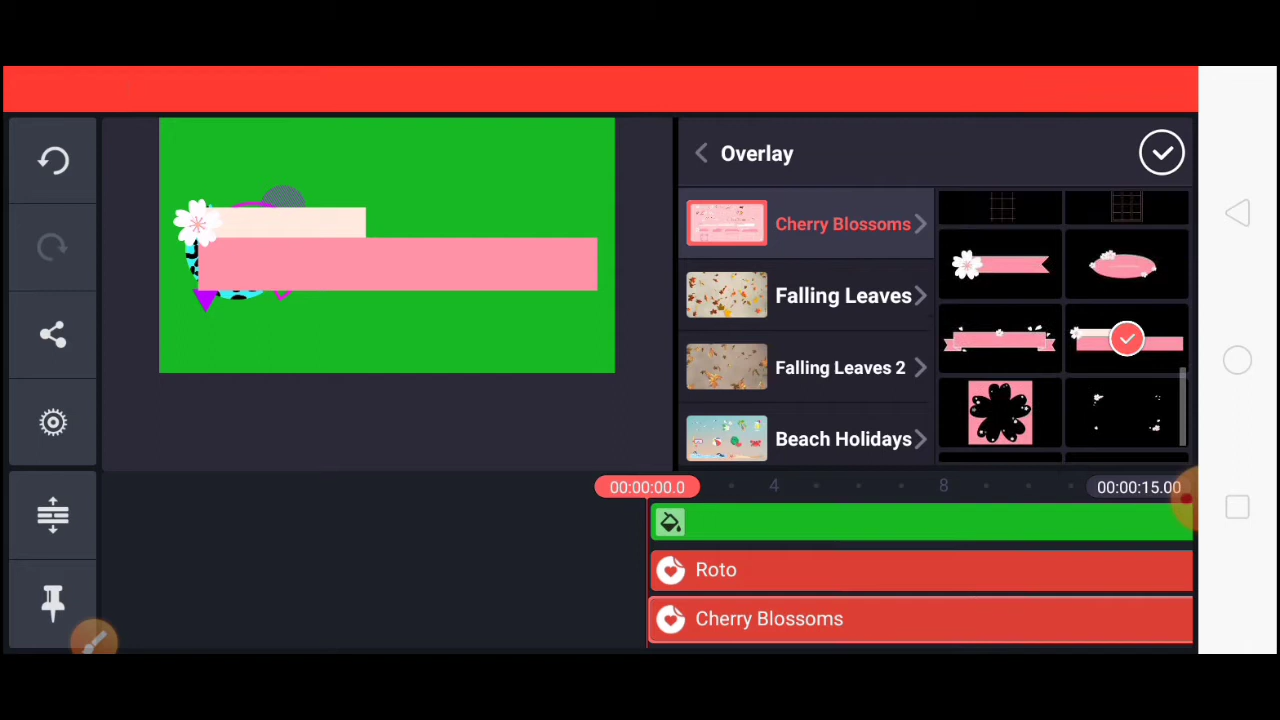 Overlay
Cherry Blossoms
Falling Leaves
Falling Leaves 2
Beach Holidays
00:00:00.0
4
8
00:00:15.00
Roto
Cherry Blossoms